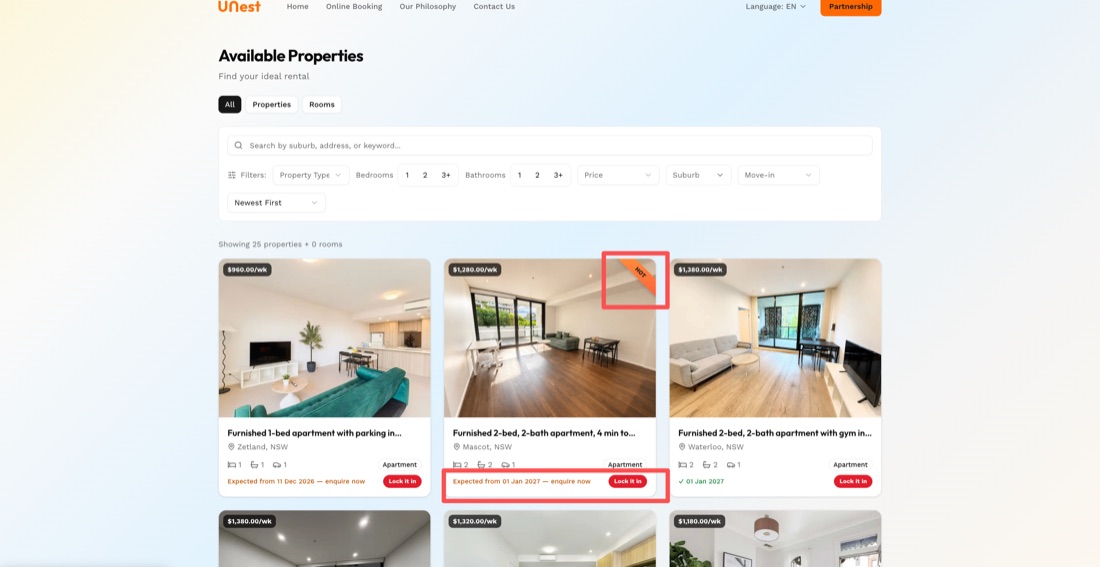 UNest Home Online Booking Our Philosophy Contact Us Language: EN Partnership
Available Properties
Find your ideal rental
All Properties Rooms
Search by suburb, address, or keyword...
Filters: Property Type Bedrooms 1 2 3+ Bathrooms 1 2 3+ Price Suburb Move-in
Newest First
Showing 25 properties + 0 rooms
$960.00/wk
Furnished 1-bed apartment with parking in...
Zetland, NSW
1 1 1 Apartment
Expected from 11 Dec 2026 — enquire now Lock it in
$1,280.00/wk
HOT
Furnished 2-bed, 2-bath apartment, 4 min to...
Mascot, NSW
2 2 1 Apartment
Expected from 01 Jan 2027 — enquire now Lock it in
$1,380.00/wk
Furnished 2-bed, 2-bath apartment with gym in...
Waterloo, NSW
2 2 1 Apartment
✓ 01 Jan 2027 Lock it in
$1,380.00/wk
$1,320.00/wk
$1,180.00/wk